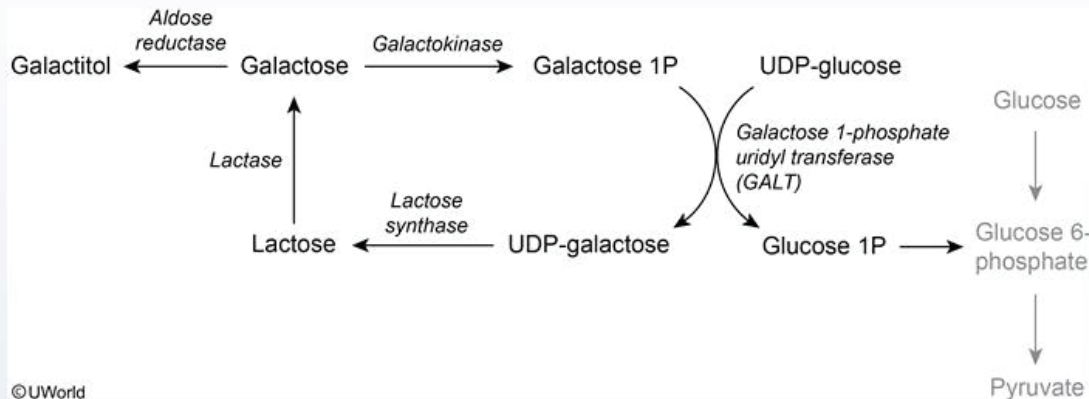 Aldose
reductase
Galactokinase
Galactitol
Galactose
Galactose 1P
UDP-glucose
Glucose
Lactase
Galactose 1-phosphate
uridyl transferase
(GALT)
Lactose
synthase
Lactose
UDP-galactose
Glucose 1P
Glucose 6-
phosphate
Pyruvate
©UWorld